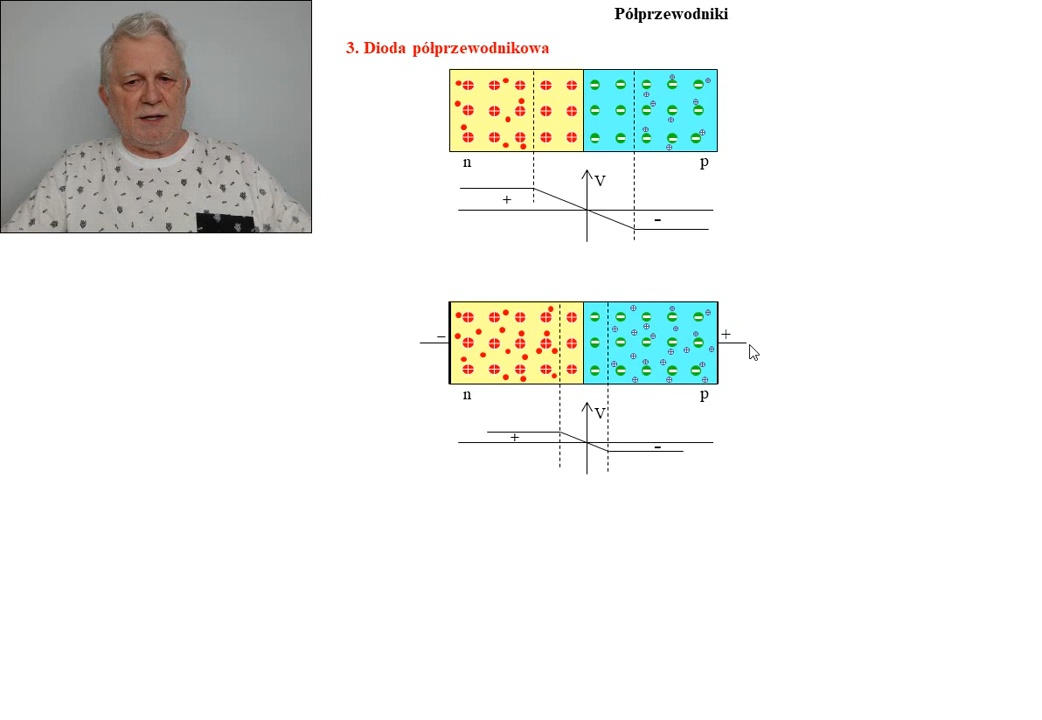 Półprzewodniki
3. Dioda półprzewodnikowa
n p
V
+
-
− +
n p
V
+
-